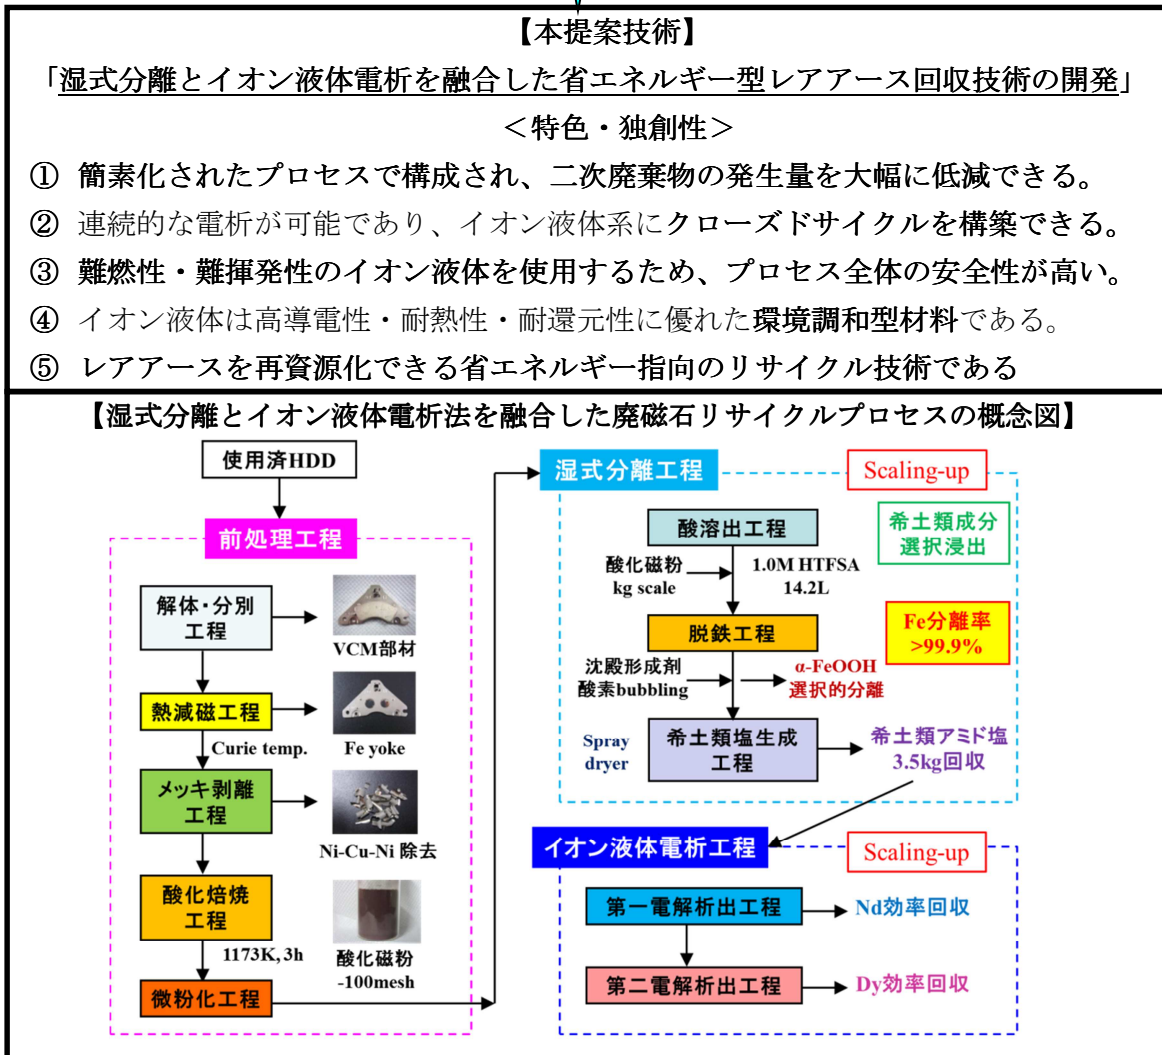 【本提案技術】
「湿式分離とイオン液体電析を融合した省エネルギー型レアアース回収技術の開発」
＜特色・独創性＞
① 簡素化されたプロセスで構成され、二次廃棄物の発生量を大幅に低減できる。
② 連続的な電析が可能であり、イオン液体系にクローズドサイクルを構築できる。
③ 難燃性・難揮発性のイオン液体を使用するため、プロセス全体の安全性が高い。
④ イオン液体は高導電性・耐熱性・耐還元性に優れた環境調和型材料である。
⑤ レアアースを再資源化できる省エネルギー指向のリサイクル技術である
【湿式分離とイオン液体電析法を融合した廃磁石リサイクルプロセスの概念図】
使用済HDD
前処理工程
解体・分別
工程
VCM部材
熱減磁工程
Curie temp.
Fe yoke
メッキ剥離
工程
Ni-Cu-Ni 除去
酸化焙焼
工程
1173K, 3h
酸化磁粉
-100mesh
微粉化工程
湿式分離工程
Scaling-up
酸溶出工程
希土類成分
選択浸出
酸化磁粉
kg scale
1.0M HTFSA
14.2L
脱鉄工程
Fe分離率
>99.9%
沈殿形成剤
酸素bubbling
α-FeOOH
選択的分離
Spray
dryer
希土類塩生成
工程
希土類アミド塩
3.5kg回収
イオン液体電析工程
Scaling-up
第一電解析出工程
Nd効率回収
第二電解析出工程
Dy効率回収